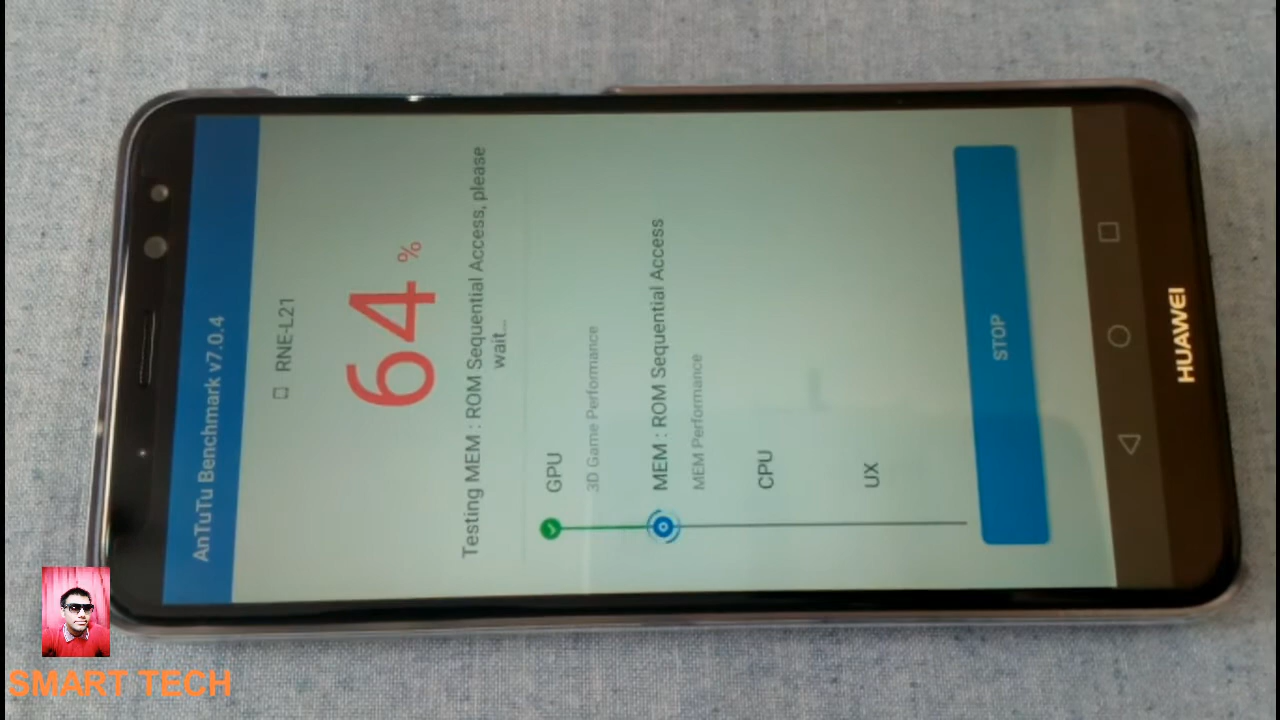 AnTuTu Benchmark v7.0.4
RNE-L21
64 %
Testing MEM : ROM Sequential Access, please
wait...
GPU
3D Game Performance
MEM : ROM Sequential Access
MEM Performance
CPU
UX
STOP
HUAWEI
SMART TECH